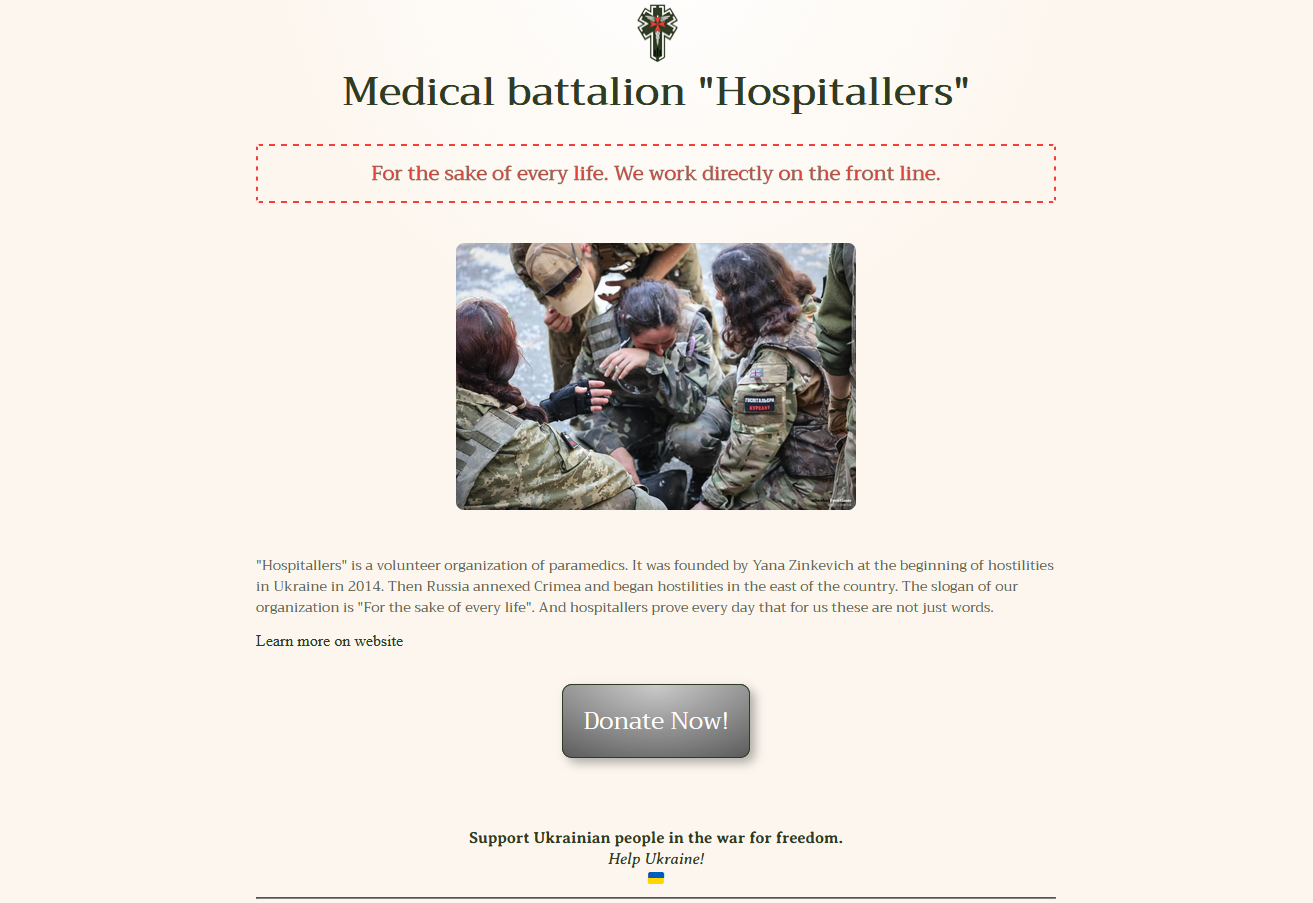 Medical battalion "Hospitallers"
For the sake of every life. We work directly on the front line.
ГОСПІТАЛЬЄРИ
"Hospitallers" is a volunteer organization of paramedics. It was founded by Yana Zinkevich at the beginning of hostilities
in Ukraine in 2014. Then Russia annexed Crimea and began hostilities in the east of the country. The slogan of our
organization is "For the sake of every life". And hospitallers prove every day that for us these are not just words.
Learn more on website
Donate Now!
Support Ukrainian people in the war for freedom.
Help Ukraine!